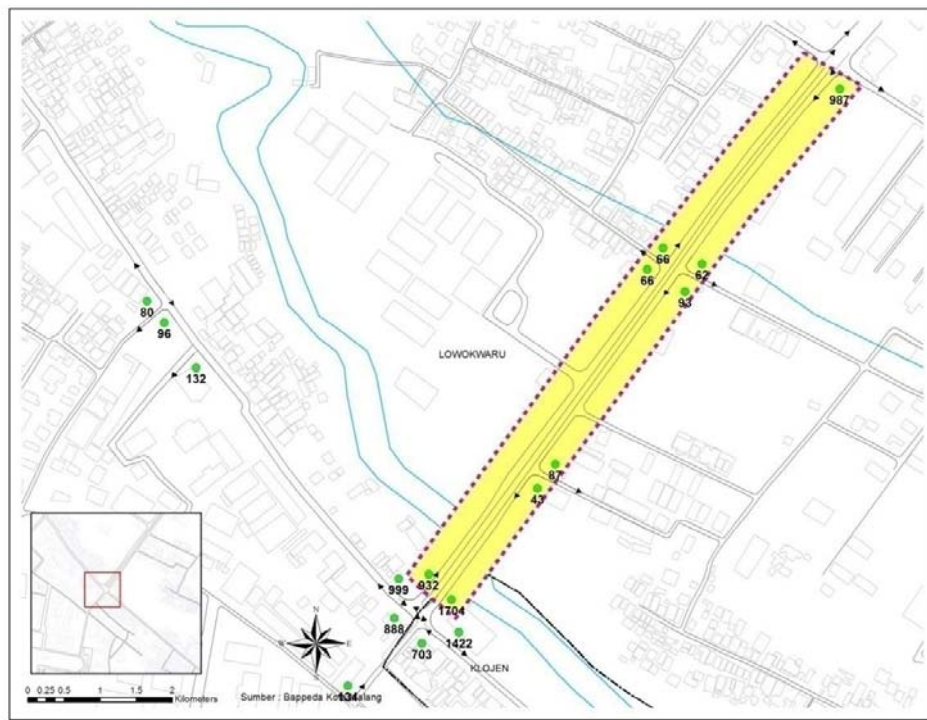 987
66
66
62
93
80
96
132
LOWOKWARU
87
43
999
932
1704
888
703
1422
KLOJEN
134
N
W E
S
0 0.25 0.5 1 1.5 2
Kilometers
Sumber : Bappeda Kota Malang